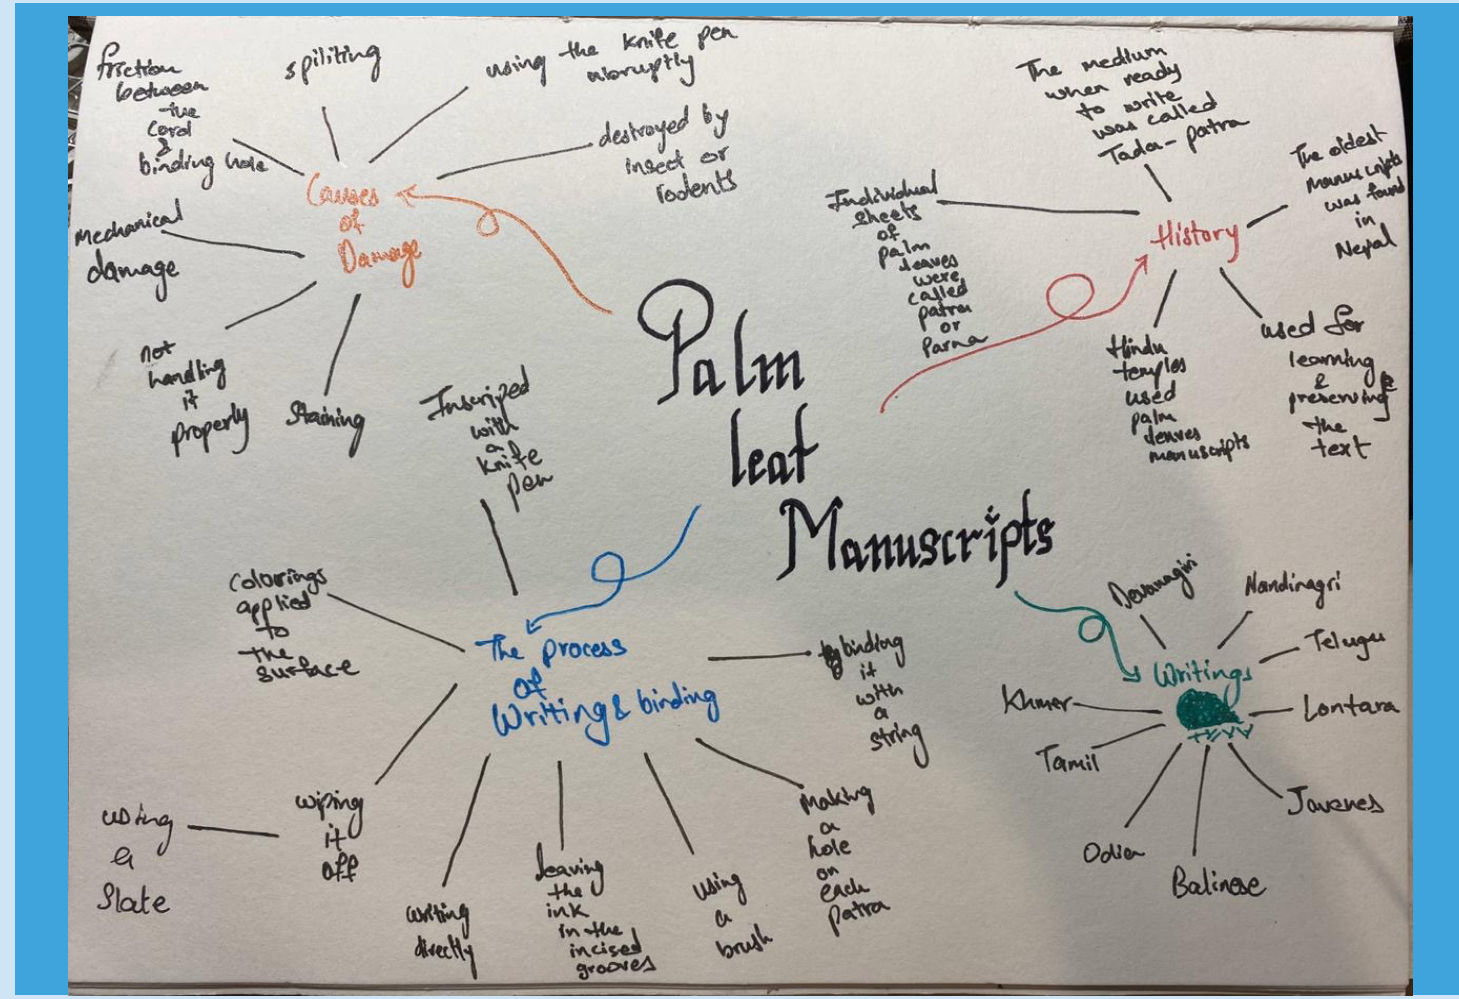 Palm
leaf
Manuscripts
Causes
of
Damage
friction
between
the
cord
&
binding hole
spiliting
using the knife pen
abruptly
destroyed by
insect or
rodents
Mechanical
damage
not
handling
it
properly
Staining
History
Individual
sheets
of
palm
leaves
were
called
patra
or
Parna
The medium
when ready
to write
was called
Tada-patra
The oldest
Manuscripts
was found
in
Nepal
used for
learning
&
preserving
the
text
Hindu
temples
used
palm
leaves
manuscripts
The process
of
Writing & binding
Inscriped
with
a
knife
pen
colorings
applied
to
the
surface
wiping
it
off
using
a
Slate
writing
directly
leaving
the
ink
in the
incised
grooves
using
a
brush
Making
a
hole
on
each
patra
binding
it
with
a
string
Writings
Devanagiri
Nandinagri
Telugu
Lontara
Javenes
Balinese
Odia
Tamil
Khmer